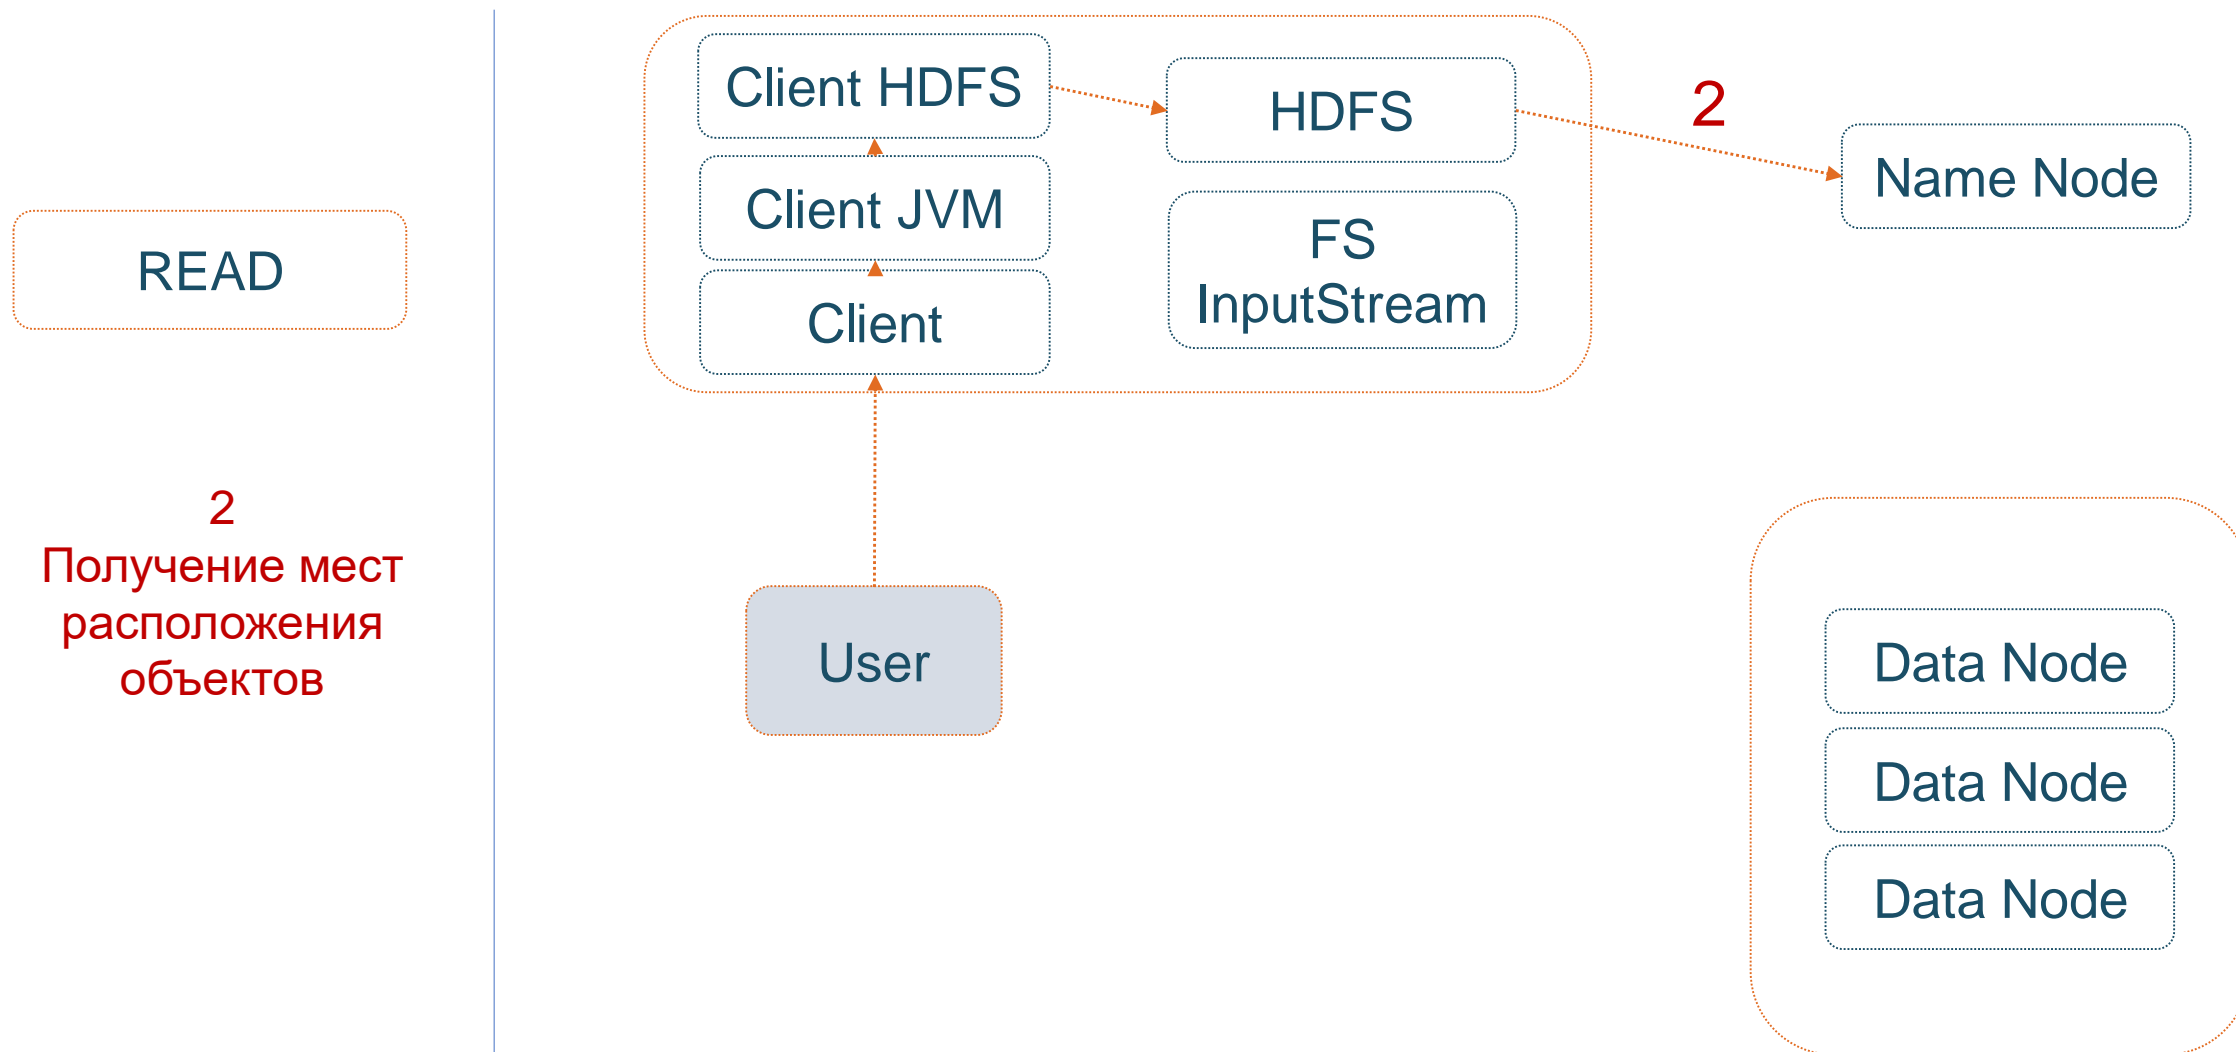 READ
2
Получение мест
расположения
объектов
Client HDFS
Client JVM
Client
HDFS
FS
InputStream
2
Name Node
User
Data Node
Data Node
Data Node